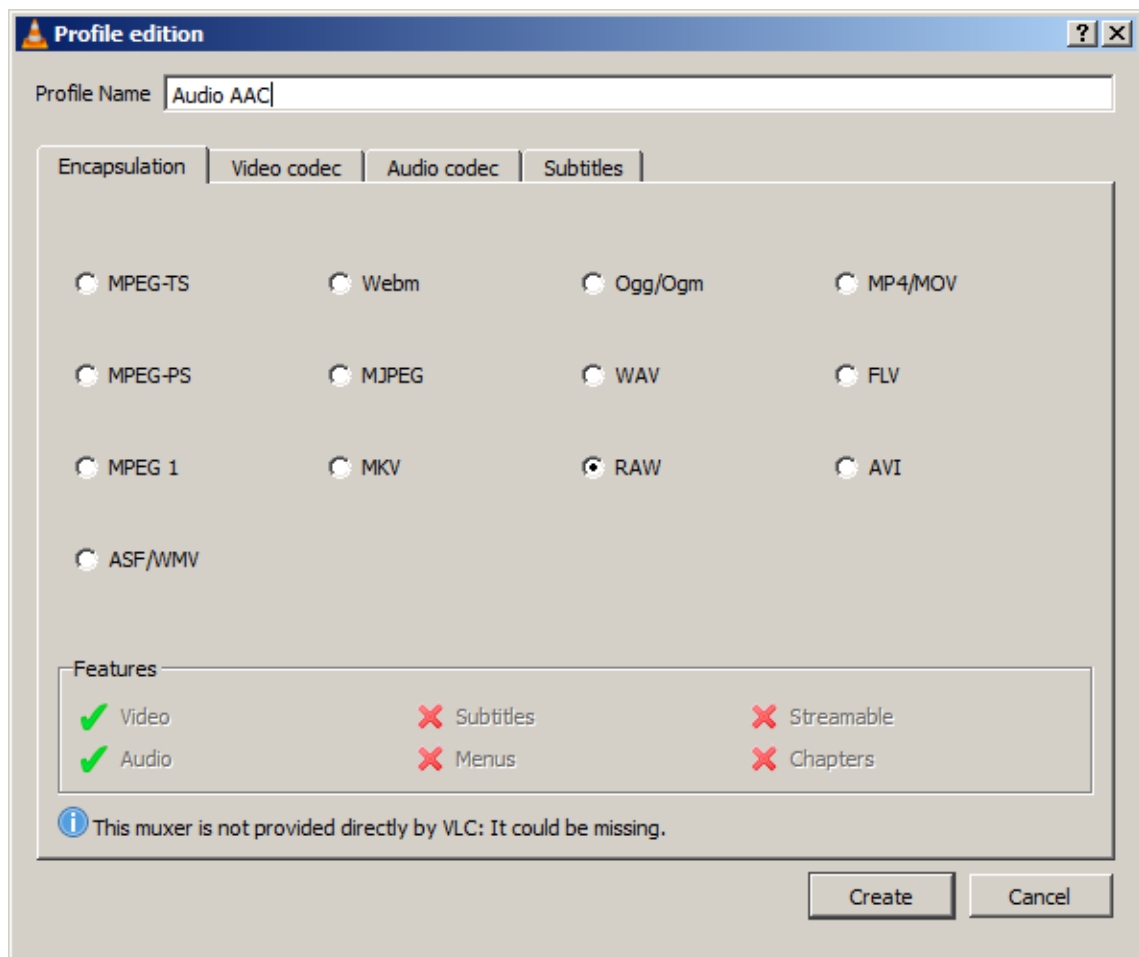 Profile edition
Profile Name Audio AAC
Encapsulation Video codec Audio codec Subtitles
MPEG-TS Webm Ogg/Ogm MP4/MOV
MPEG-PS MJPEG WAV FLV
MPEG 1 MKV RAW AVI
ASF/WMV
Features
Video Subtitles Streamable
Audio Menus Chapters
This muxer is not provided directly by VLC: It could be missing.
Create Cancel